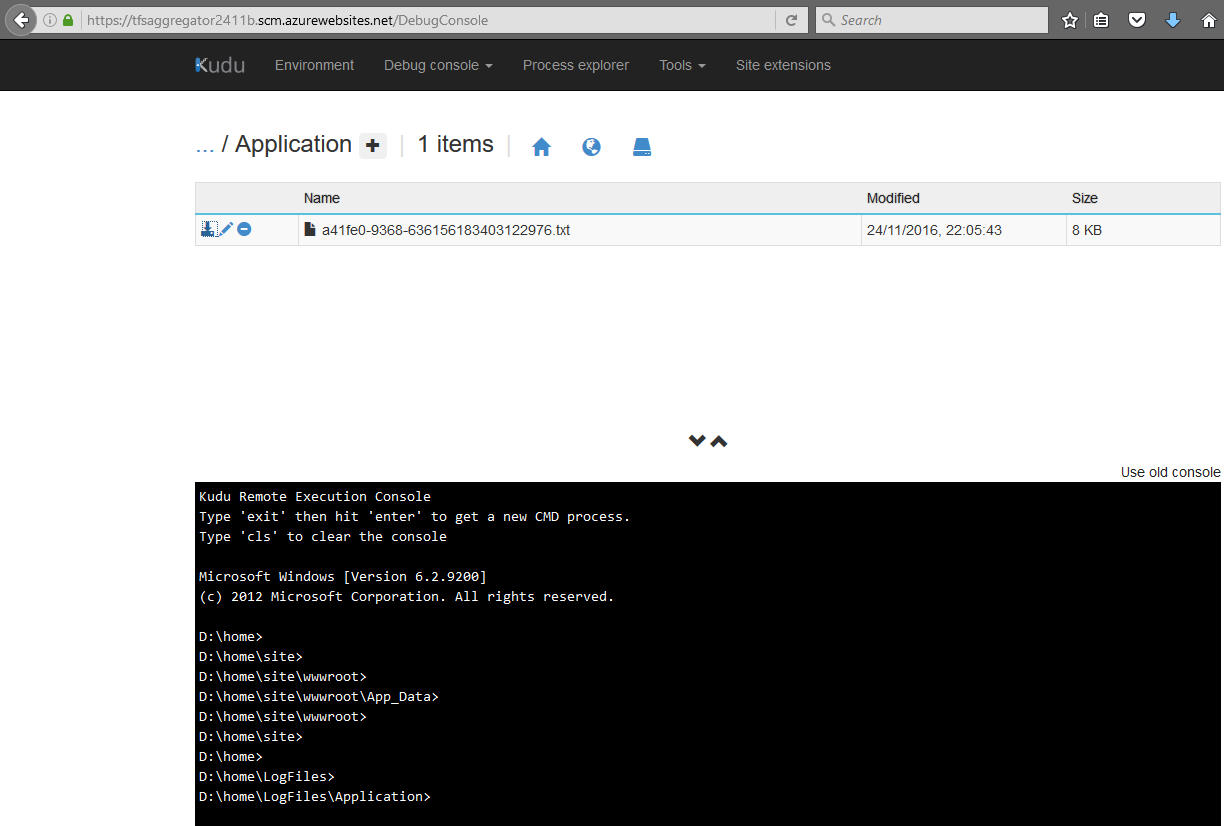 https://tfsaggregator2411b.scm.azurewebsites.net/DebugConsole
Search
Kudu Environment Debug console Process explorer Tools Site extensions
... / Application + | 1 items |
Name Modified Size
a41fe0-9368-636156183403122976.txt 24/11/2016, 22:05:43 8 KB
Use old console
Kudu Remote Execution Console
Type 'exit' then hit 'enter' to get a new CMD process.
Type 'cls' to clear the console
Microsoft Windows [Version 6.2.9200]
(c) 2012 Microsoft Corporation. All rights reserved.
D:\home>
D:\home\site>
D:\home\site\wwwroot>
D:\home\site\wwwroot\App_Data>
D:\home\site\wwwroot>
D:\home\site>
D:\home>
D:\home\LogFiles>
D:\home\LogFiles\Application>